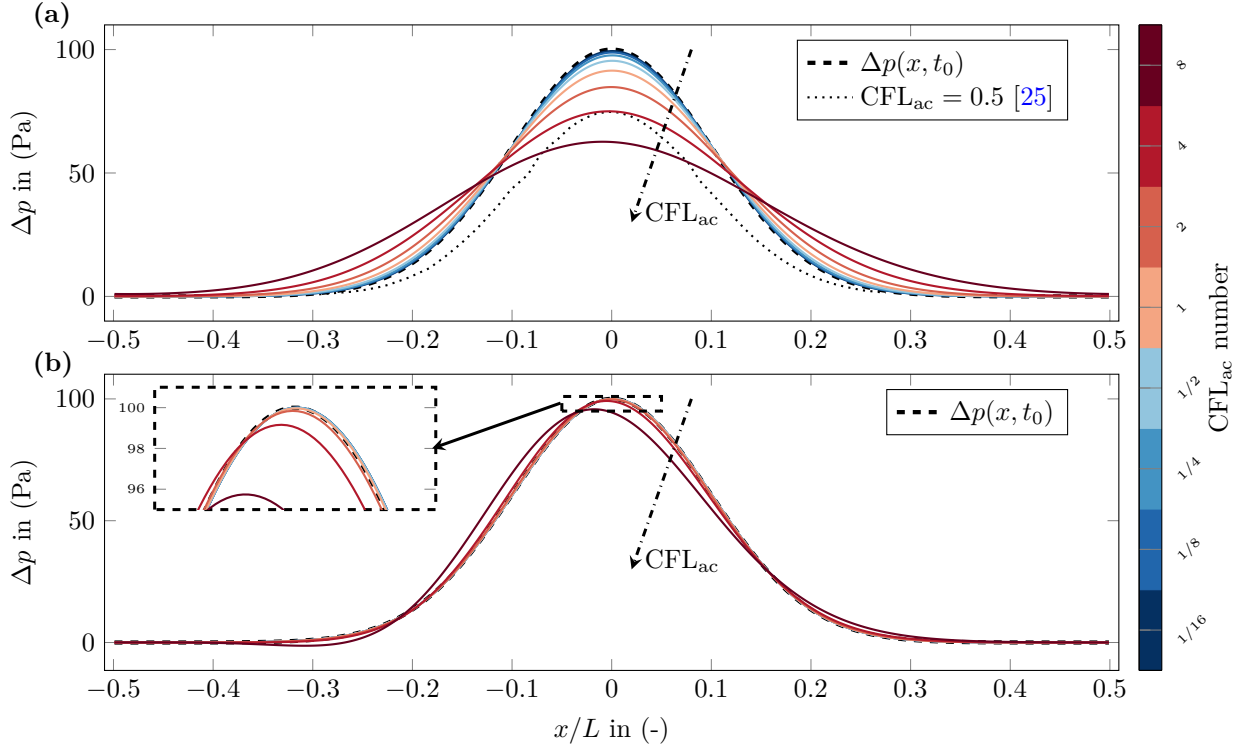 (a)
100
50
0
Δp in (Pa)
Δp(x, t₀)
CFLac = 0.5 [25]
CFLac
−0.5 −0.4 −0.3 −0.2 −0.1 0 0.1 0.2 0.3 0.4 0.5
(b)
100
50
0
Δp in (Pa)
100
98
96
Δp(x, t₀)
CFLac
−0.5 −0.4 −0.3 −0.2 −0.1 0 0.1 0.2 0.3 0.4 0.5
x/L in (-)
8
4
2
1
1/2
1/4
1/8
1/16
CFLac number